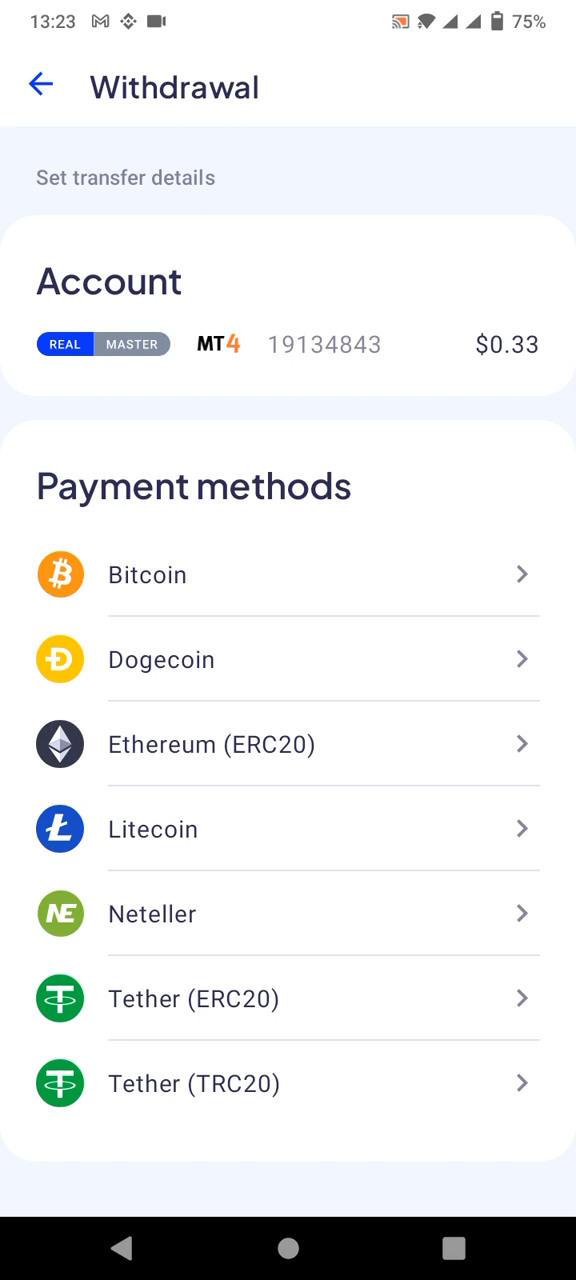 13:23 75%
Withdrawal
Set transfer details
Account
REAL MASTER MT4 19134843 $0.33
Payment methods
Bitcoin
Dogecoin
Ethereum (ERC20)
Litecoin
NE Neteller
Tether (ERC20)
Tether (TRC20)